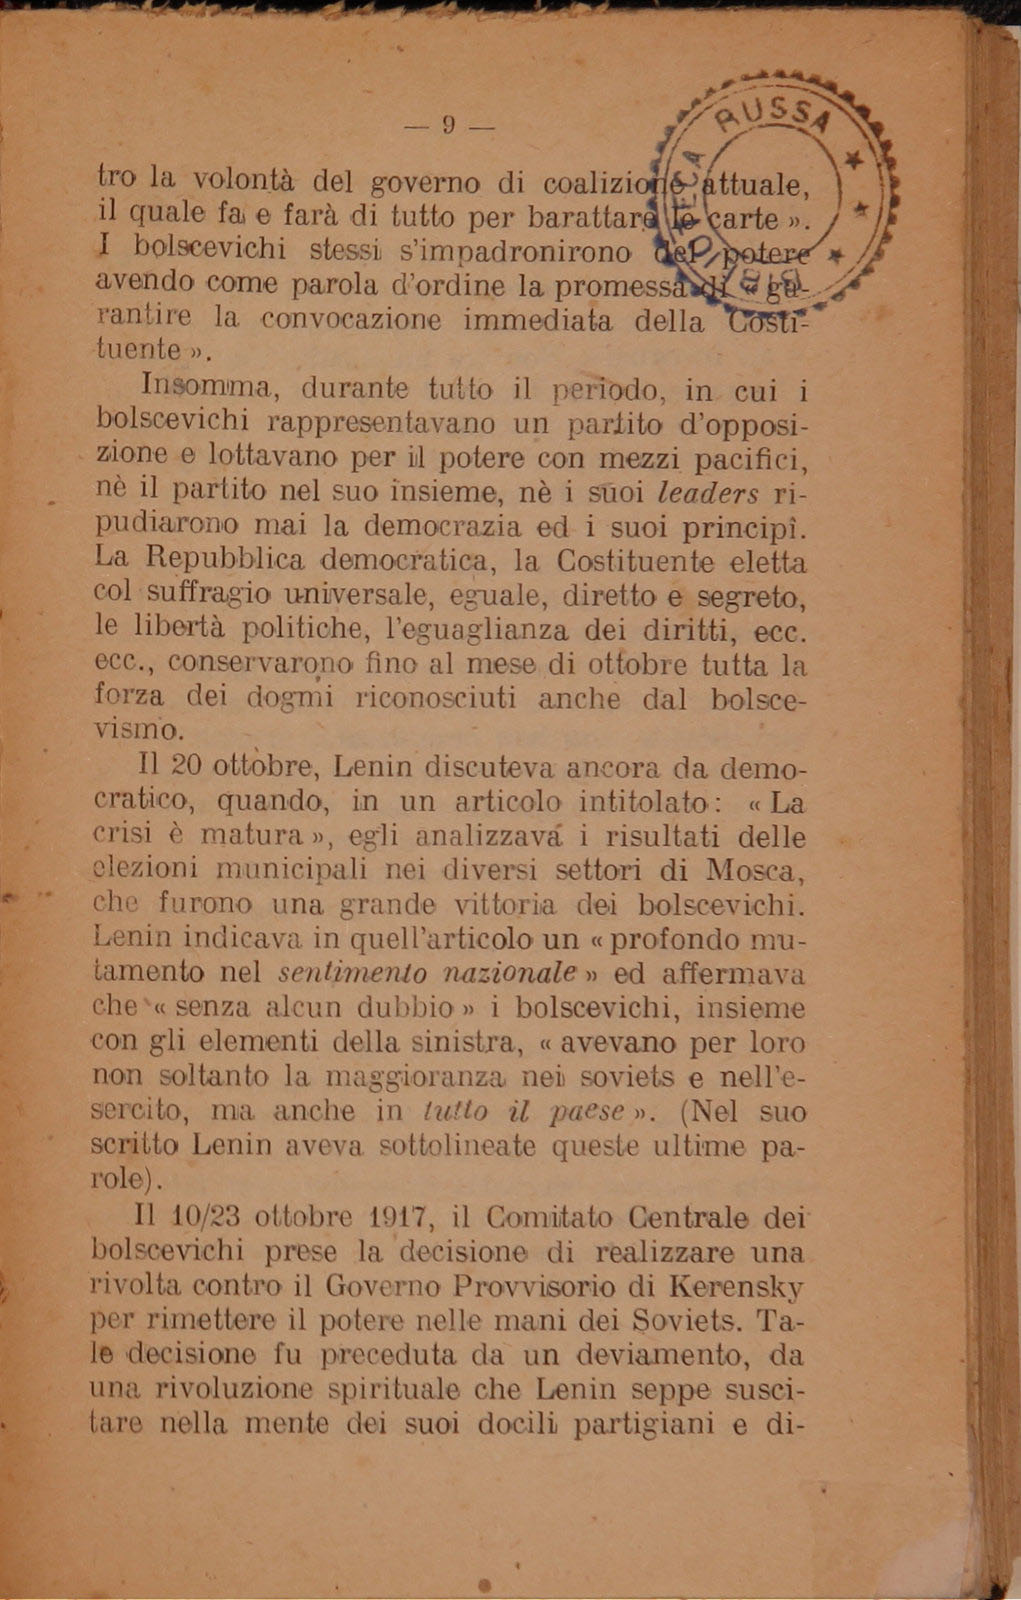 — 9 —
BIBLIOTECA RUSSA
tro la volontà del governo di coalizione attuale,
il quale fa e farà di tutto per barattare le carte ».
I bolscevichi stessi s'impadronirono del potere
avendo come parola d'ordine la promessa di « ga-
rantire la convocazione immediata della Costi-
tuente ».
Insomma, durante tutto il periodo, in cui i
bolscevichi rappresentavano un partito d'opposi-
zione e lottavano per il potere con mezzi pacifici,
nè il partito nel suo insieme, nè i suoi leaders ri-
pudiarono mai la democrazia ed i suoi principî.
La Repubblica democratica, la Costituente eletta
col suffragio universale, eguale, diretto e segreto,
le libertà politiche, l'eguaglianza dei diritti, ecc.
ecc., conservarono fino al mese di ottobre tutta la
forza dei dogmi riconosciuti anche dal bolsce-
vismo.
Il 20 ottobre, Lenin discuteva ancora da demo-
cratico, quando, in un articolo intitolato: « La
crisi è matura », egli analizzava i risultati delle
elezioni municipali nei diversi settori di Mosca,
che furono una grande vittoria dei bolscevichi.
Lenin indicava in quell'articolo un « profondo mu-
tamento nel sentimento nazionale » ed affermava
che « senza alcun dubbio » i bolscevichi, insieme
con gli elementi della sinistra, « avevano per loro
non soltanto la maggioranza nei soviets e nell'e-
sercito, ma anche in tutto il paese ». (Nel suo
scritto Lenin aveva sottolineate queste ultime pa-
role).
Il 10/23 ottobre 1917, il Comitato Centrale dei
bolscevichi prese la decisione di realizzare una
rivolta contro il Governo Provvisorio di Kerensky
per rimettere il potere nelle mani dei Soviets. Ta-
le decisione fu preceduta da un deviamento, da
una rivoluzione spirituale che Lenin seppe susci-
tare nella mente dei suoi docili partigiani e di-